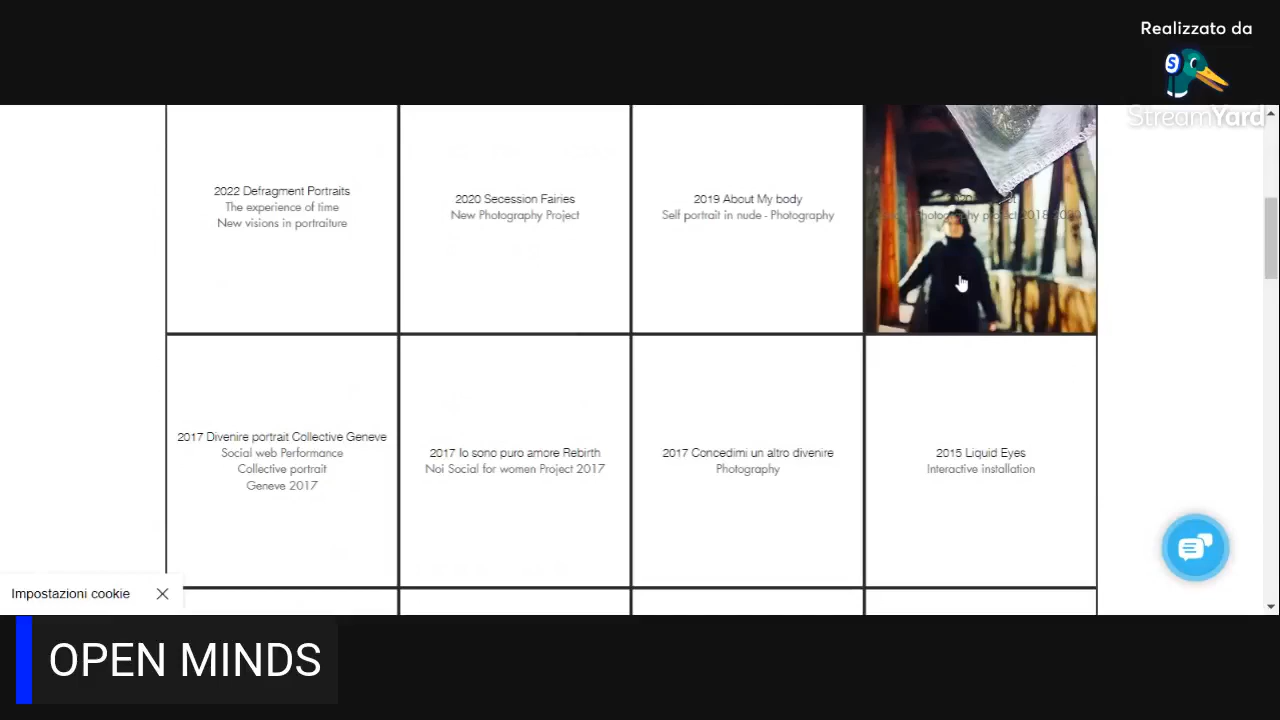 Realizzato da
StreamYard
2022 Defragment Portraits
The experience of time
New visions in portraiture
2020 Secession Fairies
New Photography Project
2019 About My body
Self portrait in nude - Photography
Photography project 2018
2017 Divenire portrait Collective Geneve
Social web Performance
Collective portrait
Geneve 2017
2017 Io sono puro amore Rebirth
Noi Social for women Project 2017
2017 Concedimi un altro divenire
Photography
2015 Liquid Eyes
Interactive installation
Impostazioni cookie
OPEN MINDS